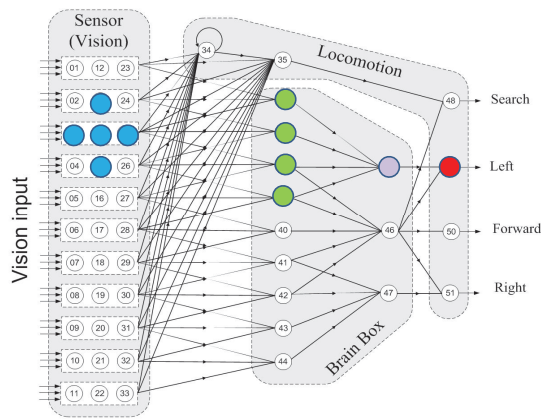 Sensor
(Vision)
Locomotion
34
35
01 12 23
02 24
04 26
05 16 27
06 17 28
07 18 29
08 19 30
09 20 31
10 21 32
11 22 33
40
41
42
43
44
46
47
48
50
51
Search
Left
Forward
Right
Vision input
Brain Box